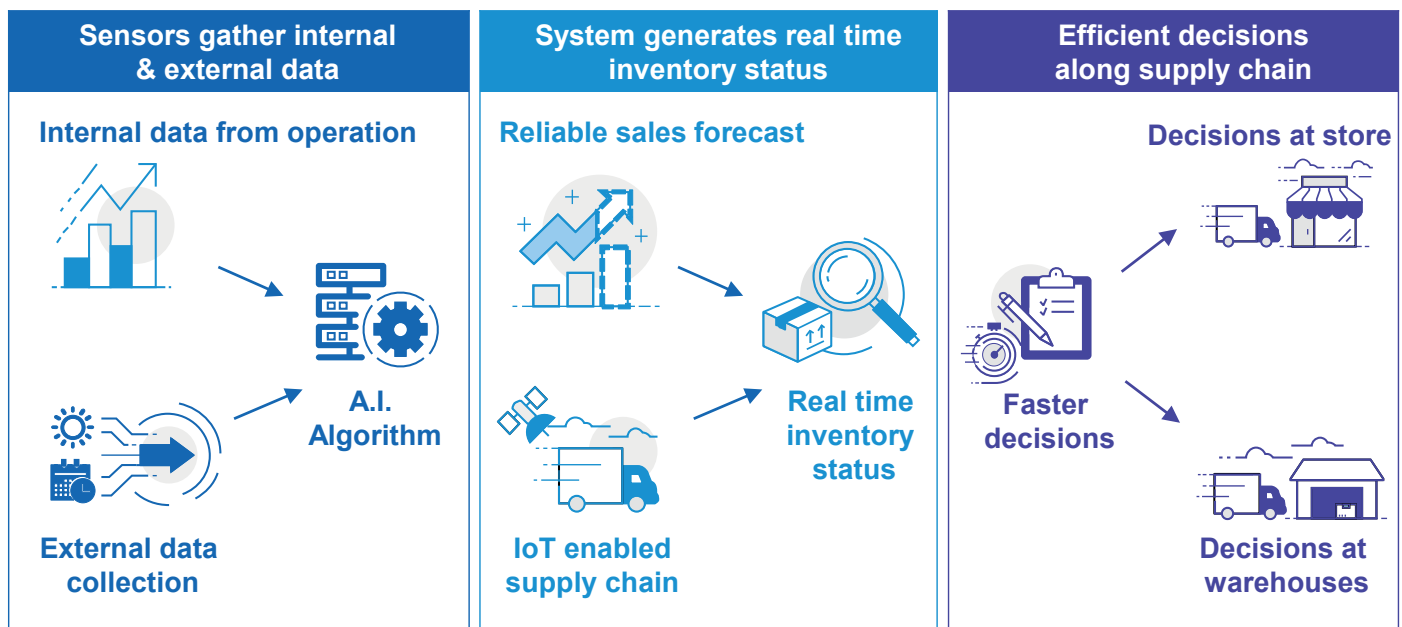 Sensors gather internal
& external data
Internal data from operation
A.I.
Algorithm
External data
collection
System generates real time
inventory status
Reliable sales forecast
Real time
inventory
status
IoT enabled
supply chain
Efficient decisions
along supply chain
Decisions at store
Faster
decisions
Decisions at
warehouses